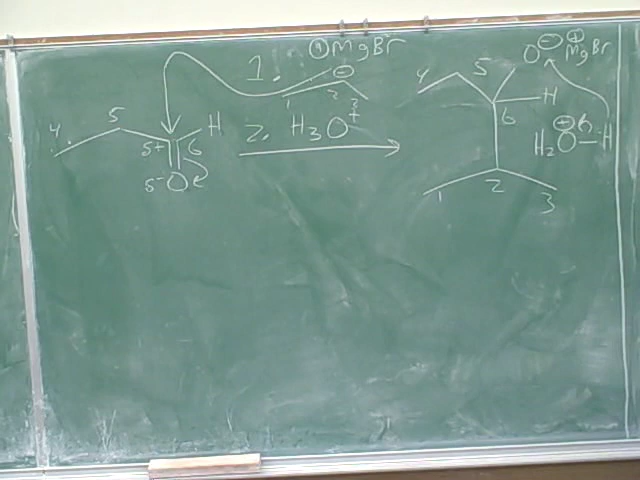 ⊕MgBr
1. ⊖
1 2 3
4 5 H
δ+ 6
δ- O
2. H3O+
4 5 O⊖ ⊕MgBr
H
6
H2O⊕—H
1 2 3